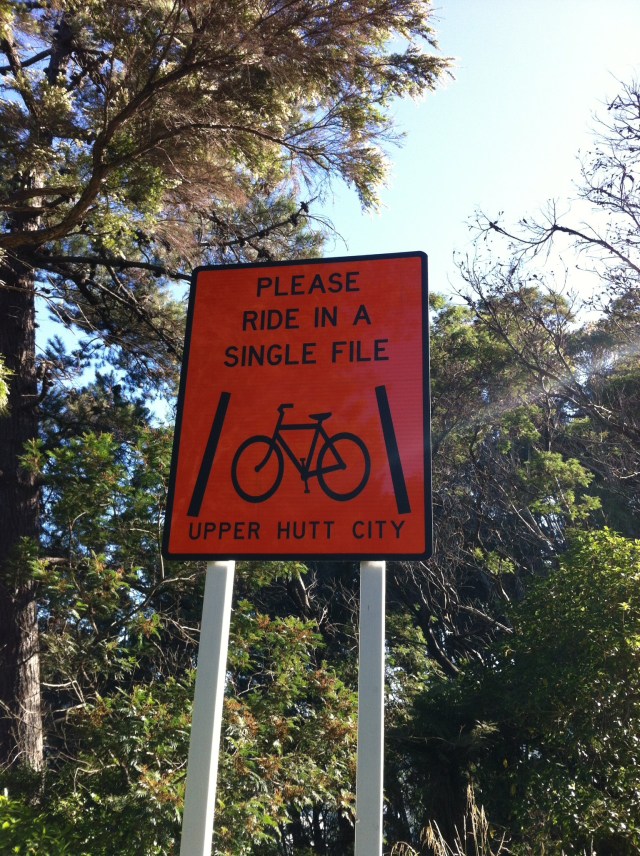 PLEASE
RIDE IN A
SINGLE FILE
UPPER HUTT CITY